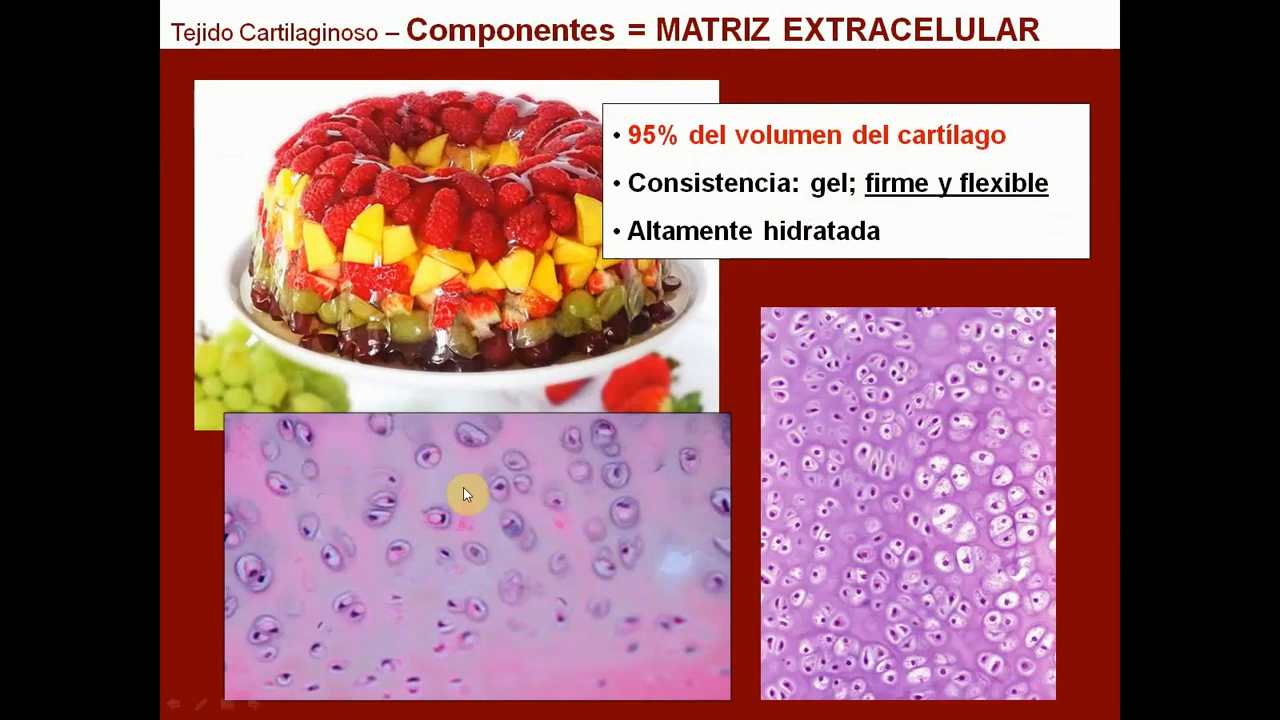 Tejido Cartilaginoso – Componentes = MATRIZ EXTRACELULAR
• 95% del volumen del cartílago
• Consistencia: gel; firme y flexible
• Altamente hidratada